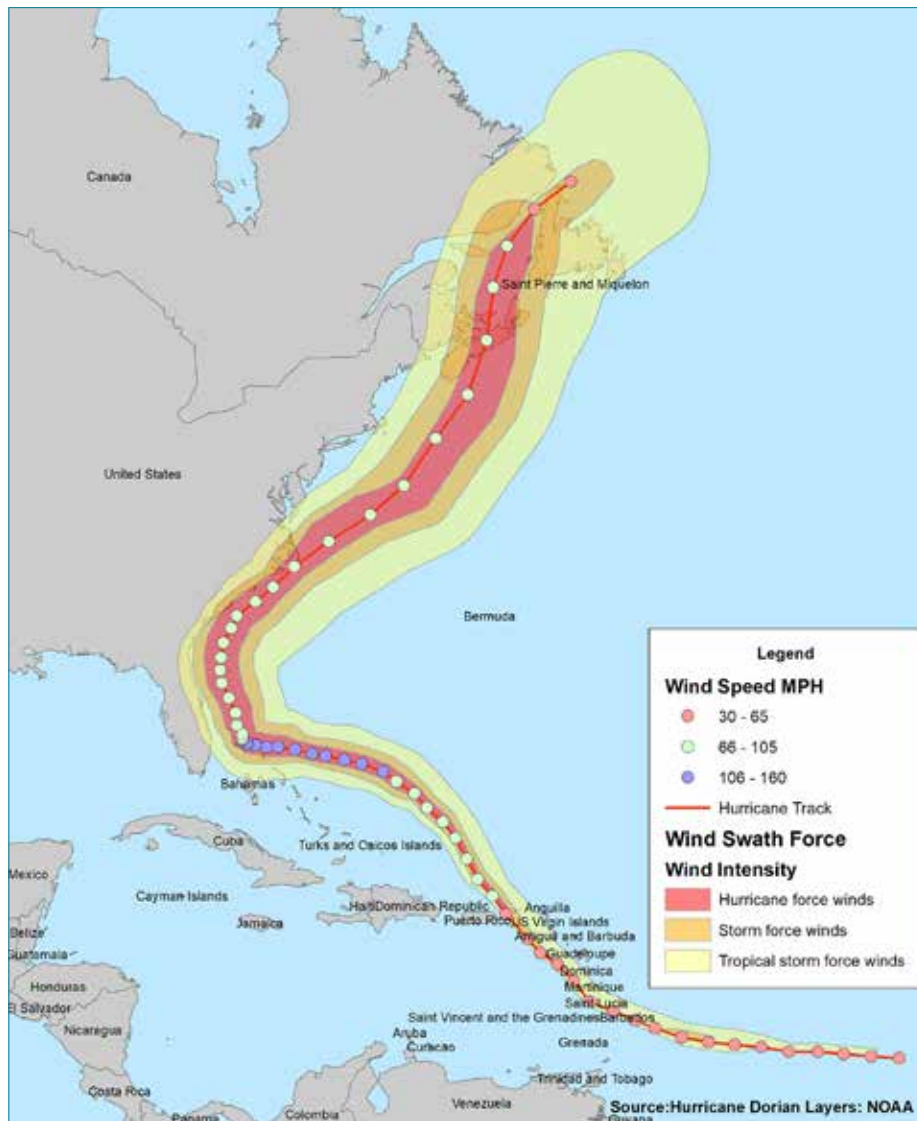 Canada
Saint Pierre and Miquelon
United States
Bermuda
Legend
Wind Speed MPH
30 - 65
66 - 105
106 - 160
Hurricane Track
Wind Swath Force
Wind Intensity
Hurricane force winds
Storm force winds
Tropical storm force winds
Bahamas
Cuba
Turks and Caicos Islands
Mexico
Cayman Islands
Haiti
Dominican Republic
Anguilla
Jamaica
Puerto Rico
US Virgin Islands
Antigua and Barbuda
Belize
Guatemala
Guadeloupe
Dominica
Honduras
Martinique
El Salvador
Saint Lucia
Saint Vincent and the Grenadines
Barbados
Nicaragua
Aruba
Curacao
Grenada
Trinidad and Tobago
Costa Rica
Venezuela
Panama
Colombia
Source:Hurricane Dorian Layers: NOAA
Guyana